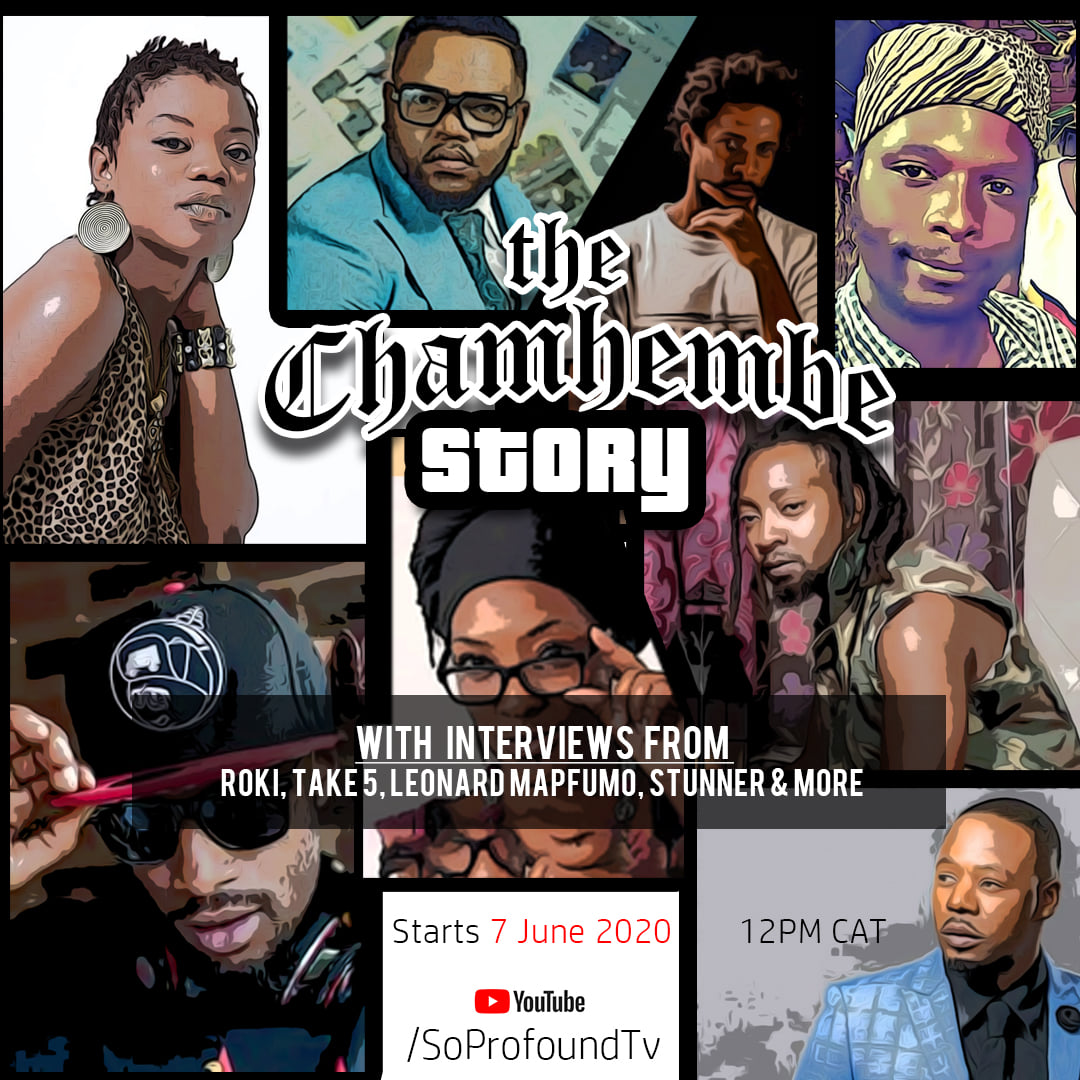 the
Chamhembe
STORY
WITH INTERVIEWS FROM
ROKI, TAKE 5, LEONARD MAPFUMO, STUNNER & MORE
Starts 7 June 2020
12PM CAT
YouTube
/SoProfoundTv